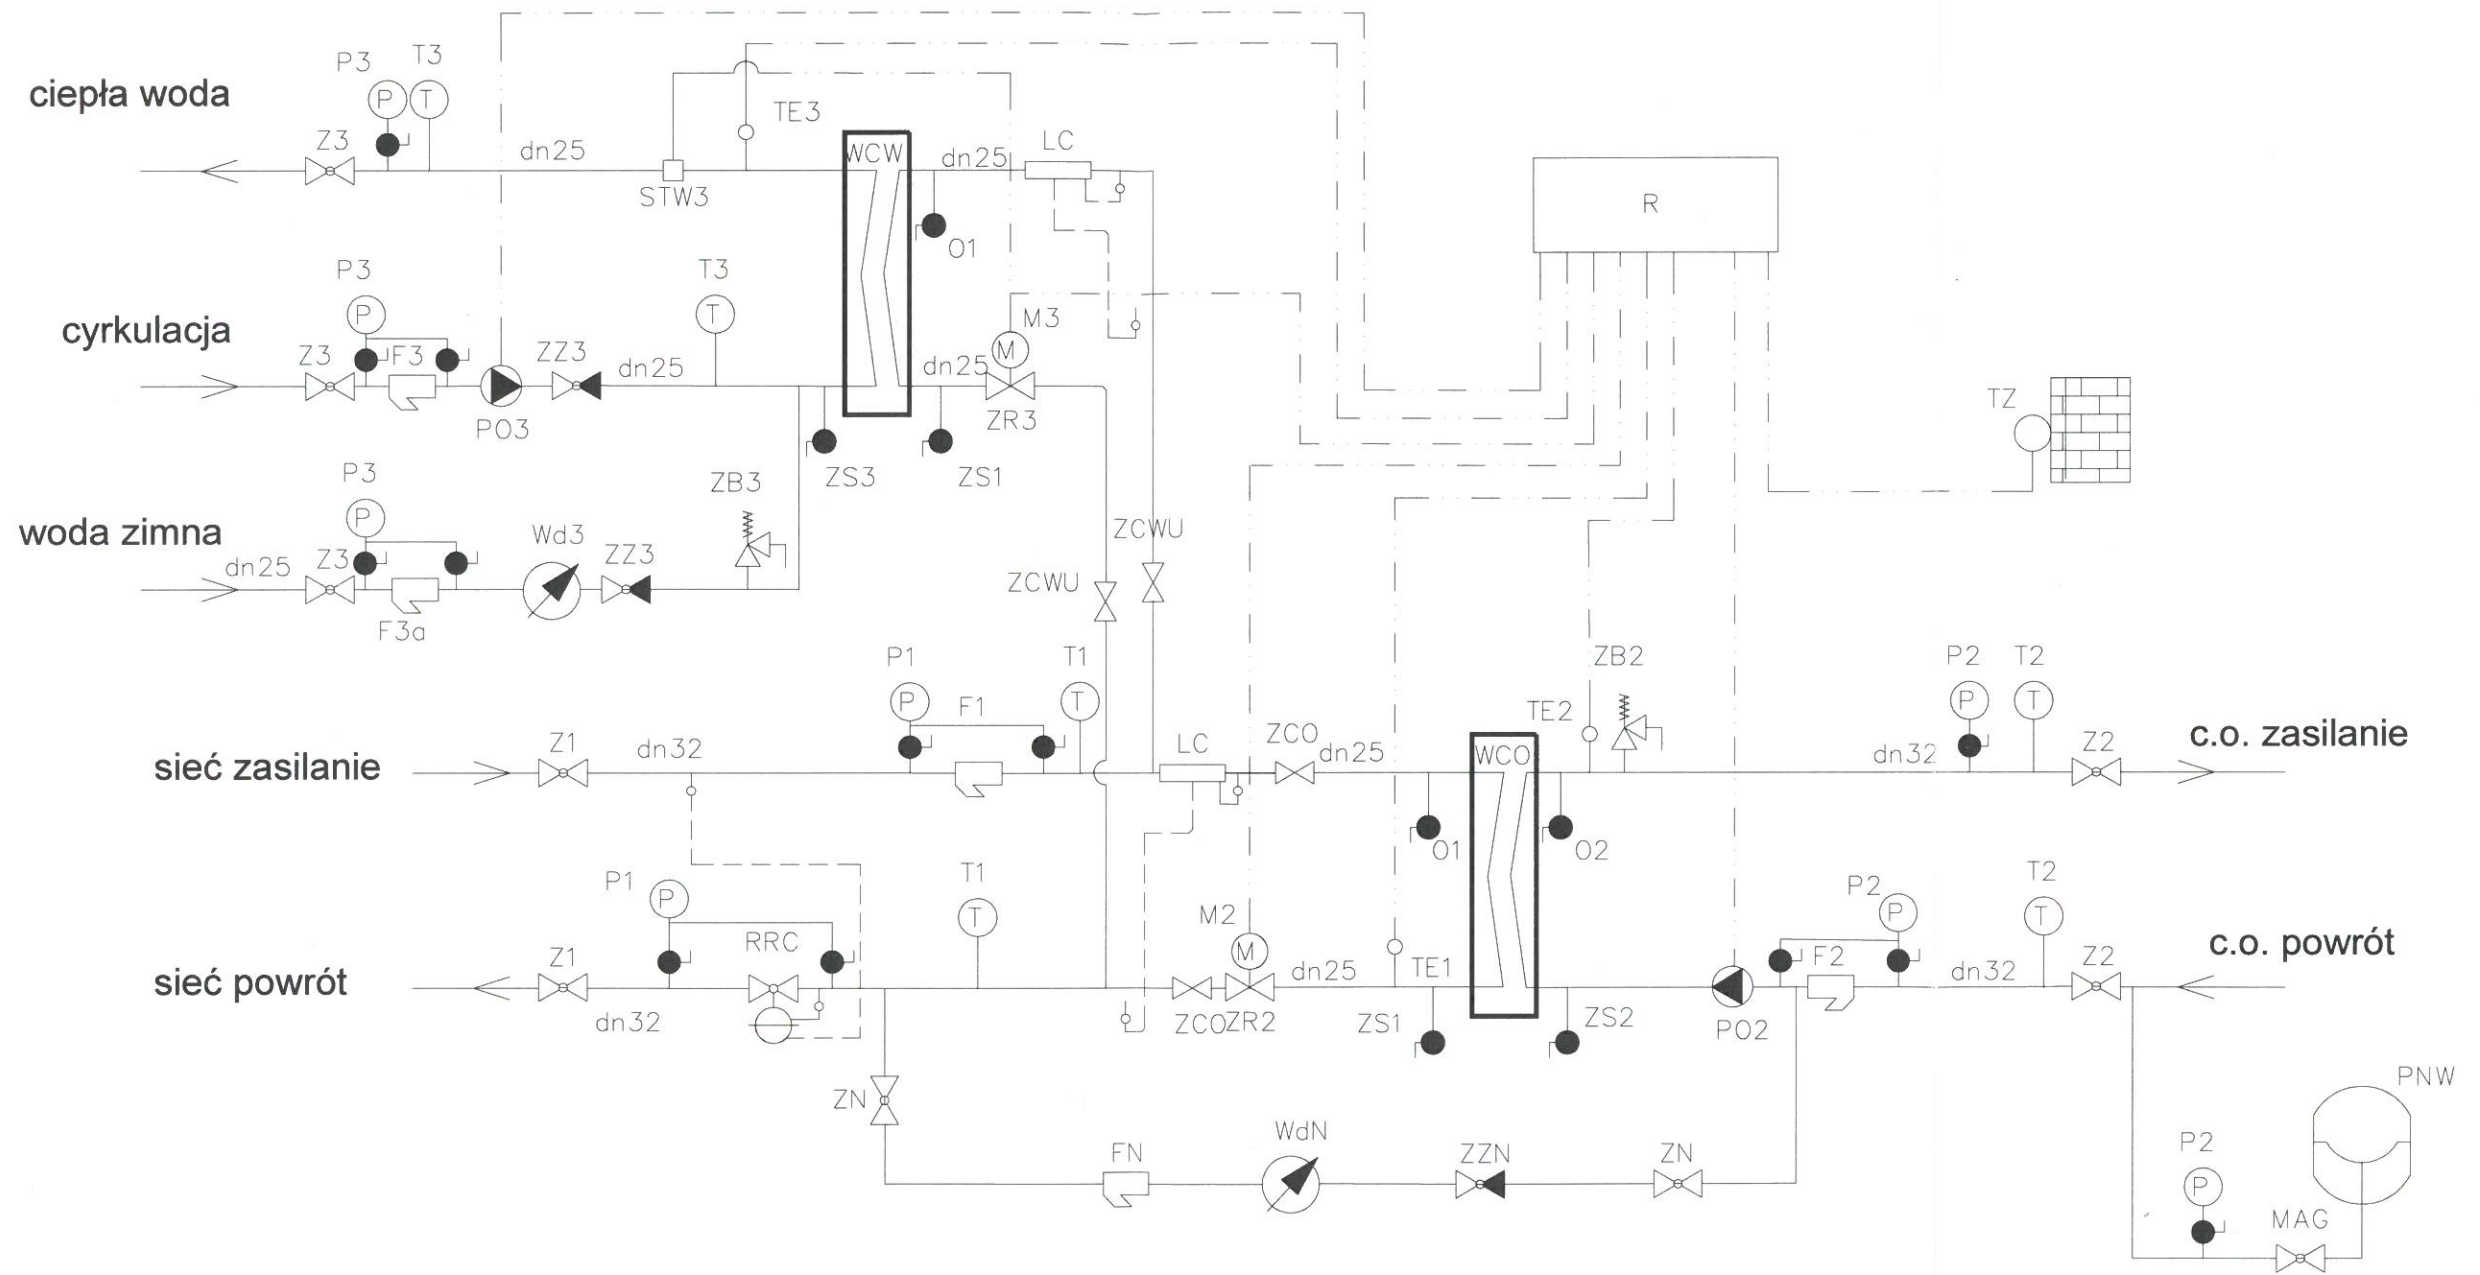 P3
T3
ciepła woda
P
T
Z3
dn25
TE3
WCW
dn25
LC
STW3
O1
R
P3
T3
P
T
cyrkulacja
Z3
F3
ZZ3
dn25
dn25
M3
M
PO3
ZR3
TZ
P3
ZB3
ZS3
ZS1
P
woda zimna
dn25
Z3
Wd3
ZZ3
ZCWU
ZCWU
F3a
P1
T1
ZB2
P2
T2
P
F1
T
TE2
P
T
sieć zasilanie
Z1
dn32
LC
ZCO
dn25
WCO
dn32
Z2
c.o. zasilanie
O1
O2
P1
T1
T2
P
RRC
T
M2
M
P2
P
T
c.o. powrót
sieć powrót
Z1
dn32
dn25
TE1
F2
dn32
Z2
ZCO
ZR2
ZS1
ZS2
PO2
ZN
PNW
FN
WdN
ZZN
ZN
P2
P
MAG